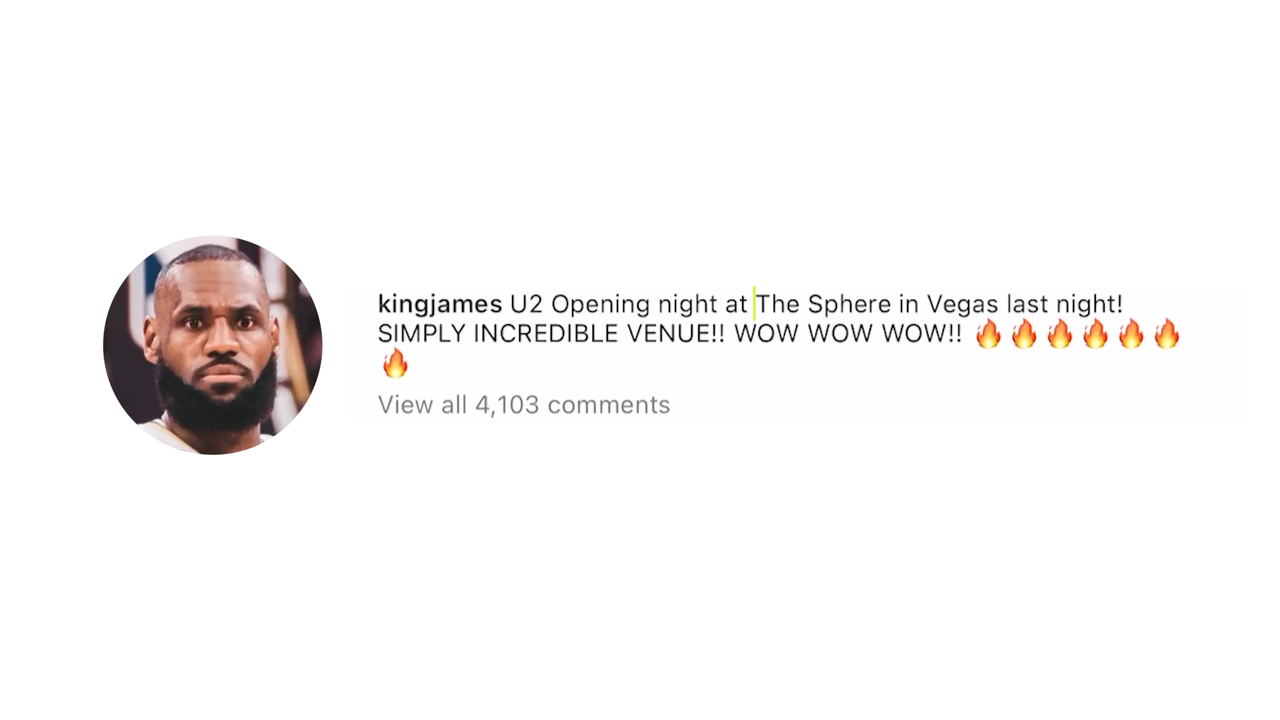 kingjames U2 Opening night at The Sphere in Vegas last night!
SIMPLY INCREDIBLE VENUE!! WOW WOW WOW!! 🔥🔥🔥🔥🔥🔥
🔥
View all 4,103 comments